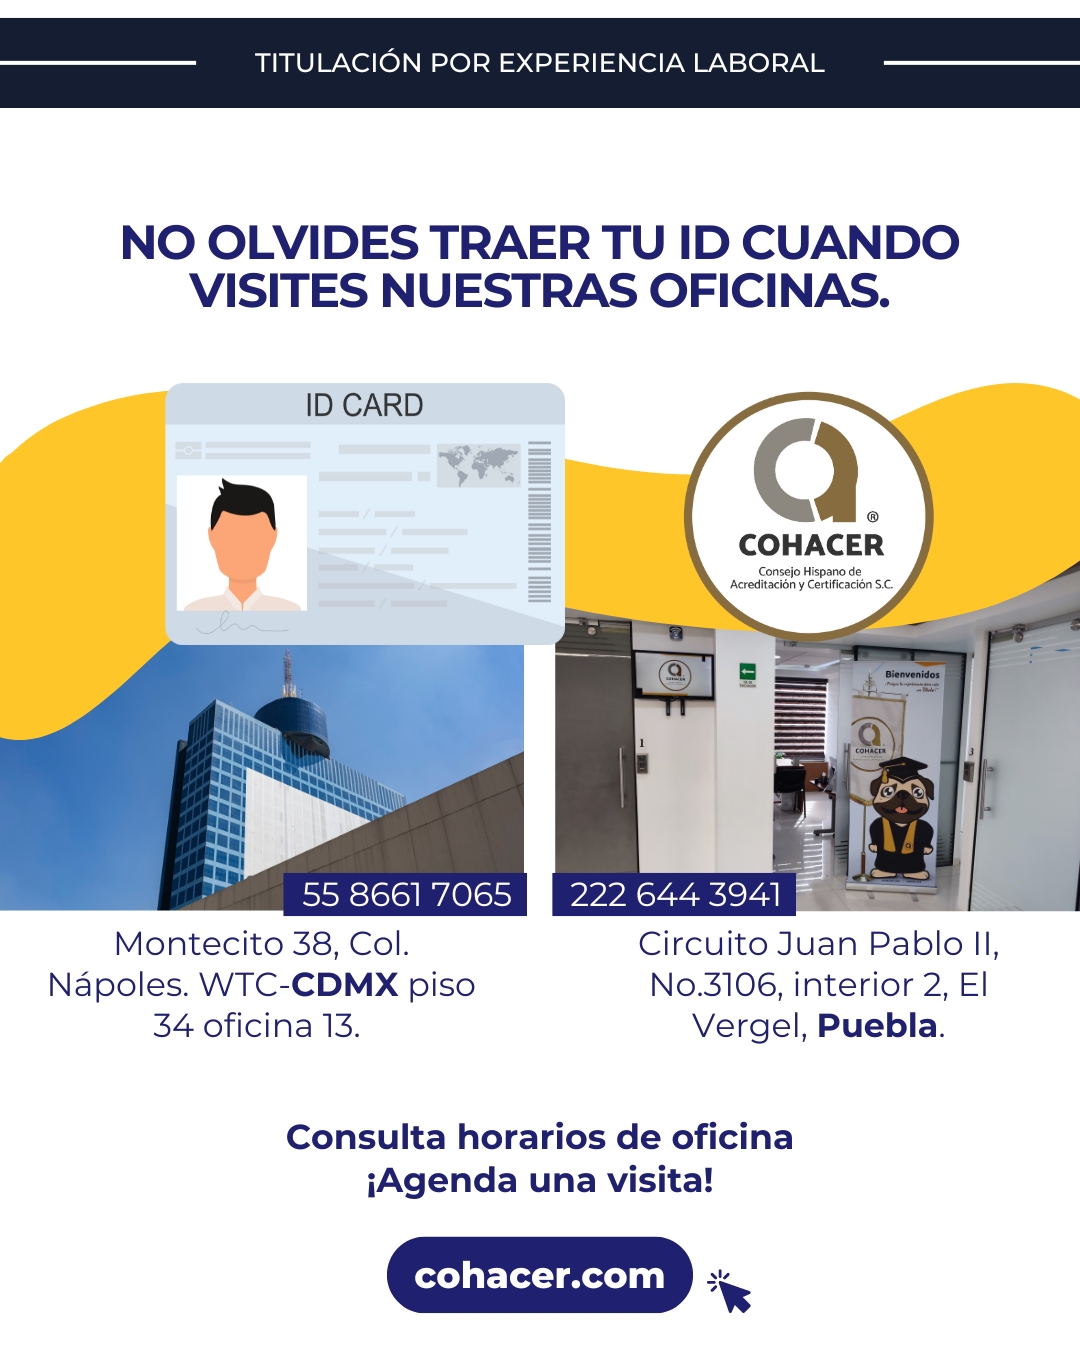 TITULACIÓN POR EXPERIENCIA LABORAL
NO OLVIDES TRAER TU ID CUANDO
VISITES NUESTRAS OFICINAS.
ID CARD
®
COHACER
Consejo Hispano de
Acreditación y Certificación S.C.
COHACER
Bienvenidos
COHACER
1
3
55 8661 7065
222 644 3941
Montecito 38, Col.
Nápoles. WTC-CDMX piso
34 oficina 13.
Circuito Juan Pablo II,
No.3106, interior 2, El
Vergel, Puebla.
Consulta horarios de oficina
¡Agenda una visita!
cohacer.com